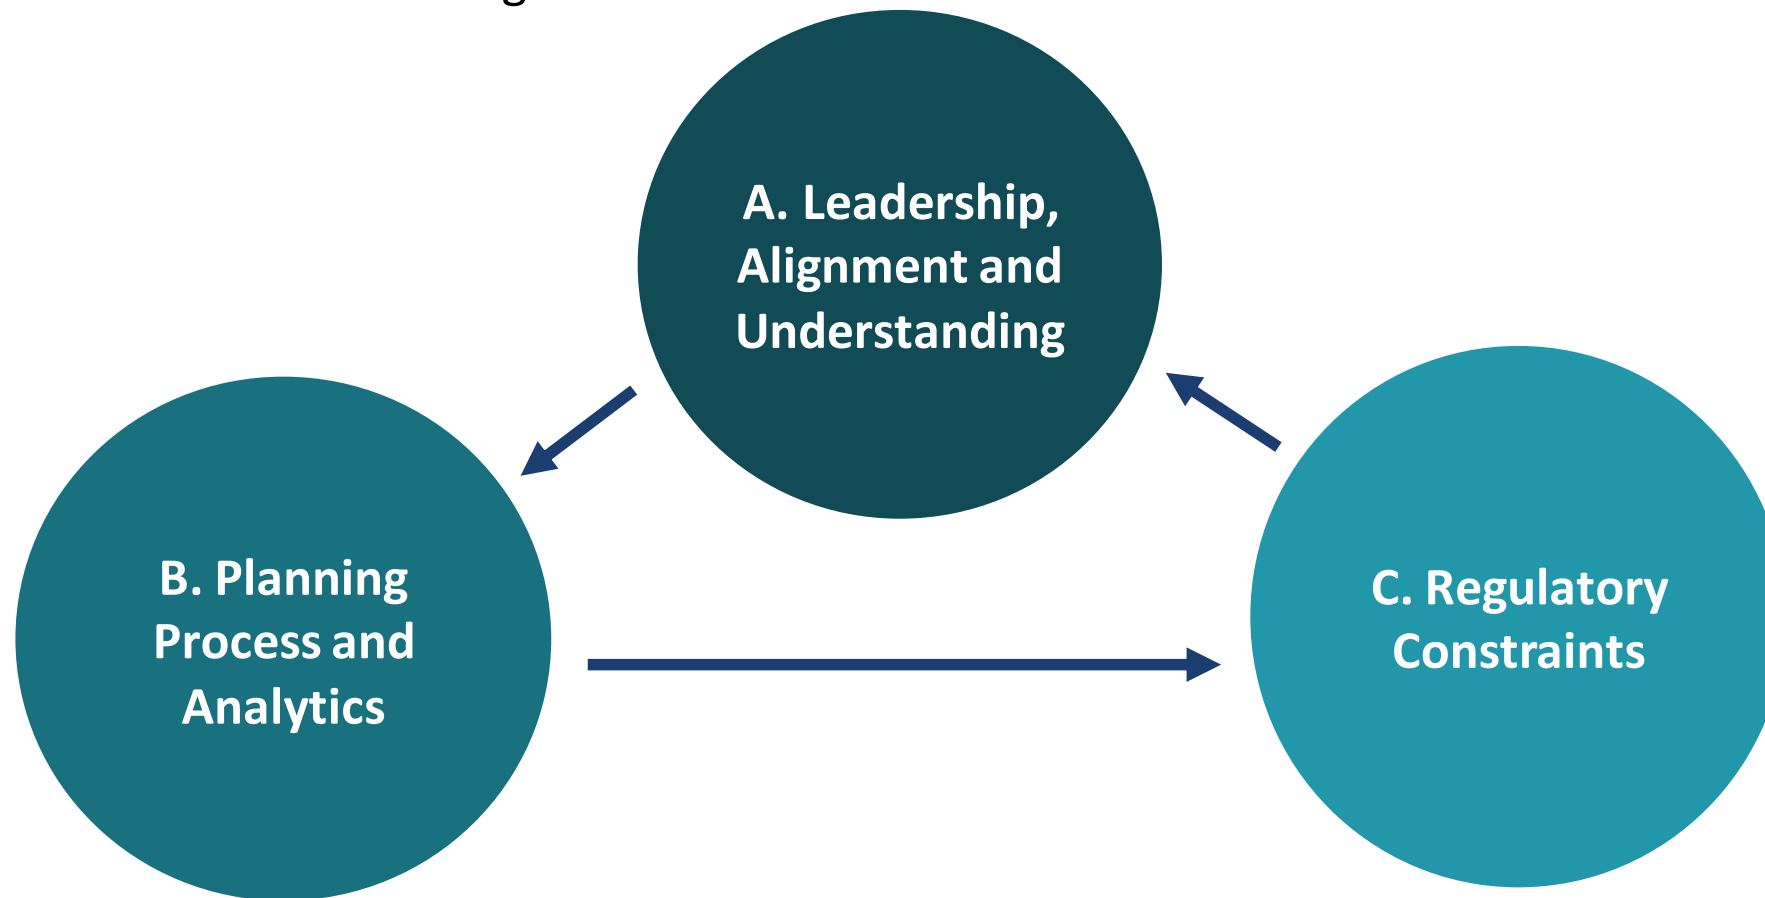 g
A. Leadership,
Alignment and
Understanding
B. Planning
Process and
Analytics
C. Regulatory
Constraints